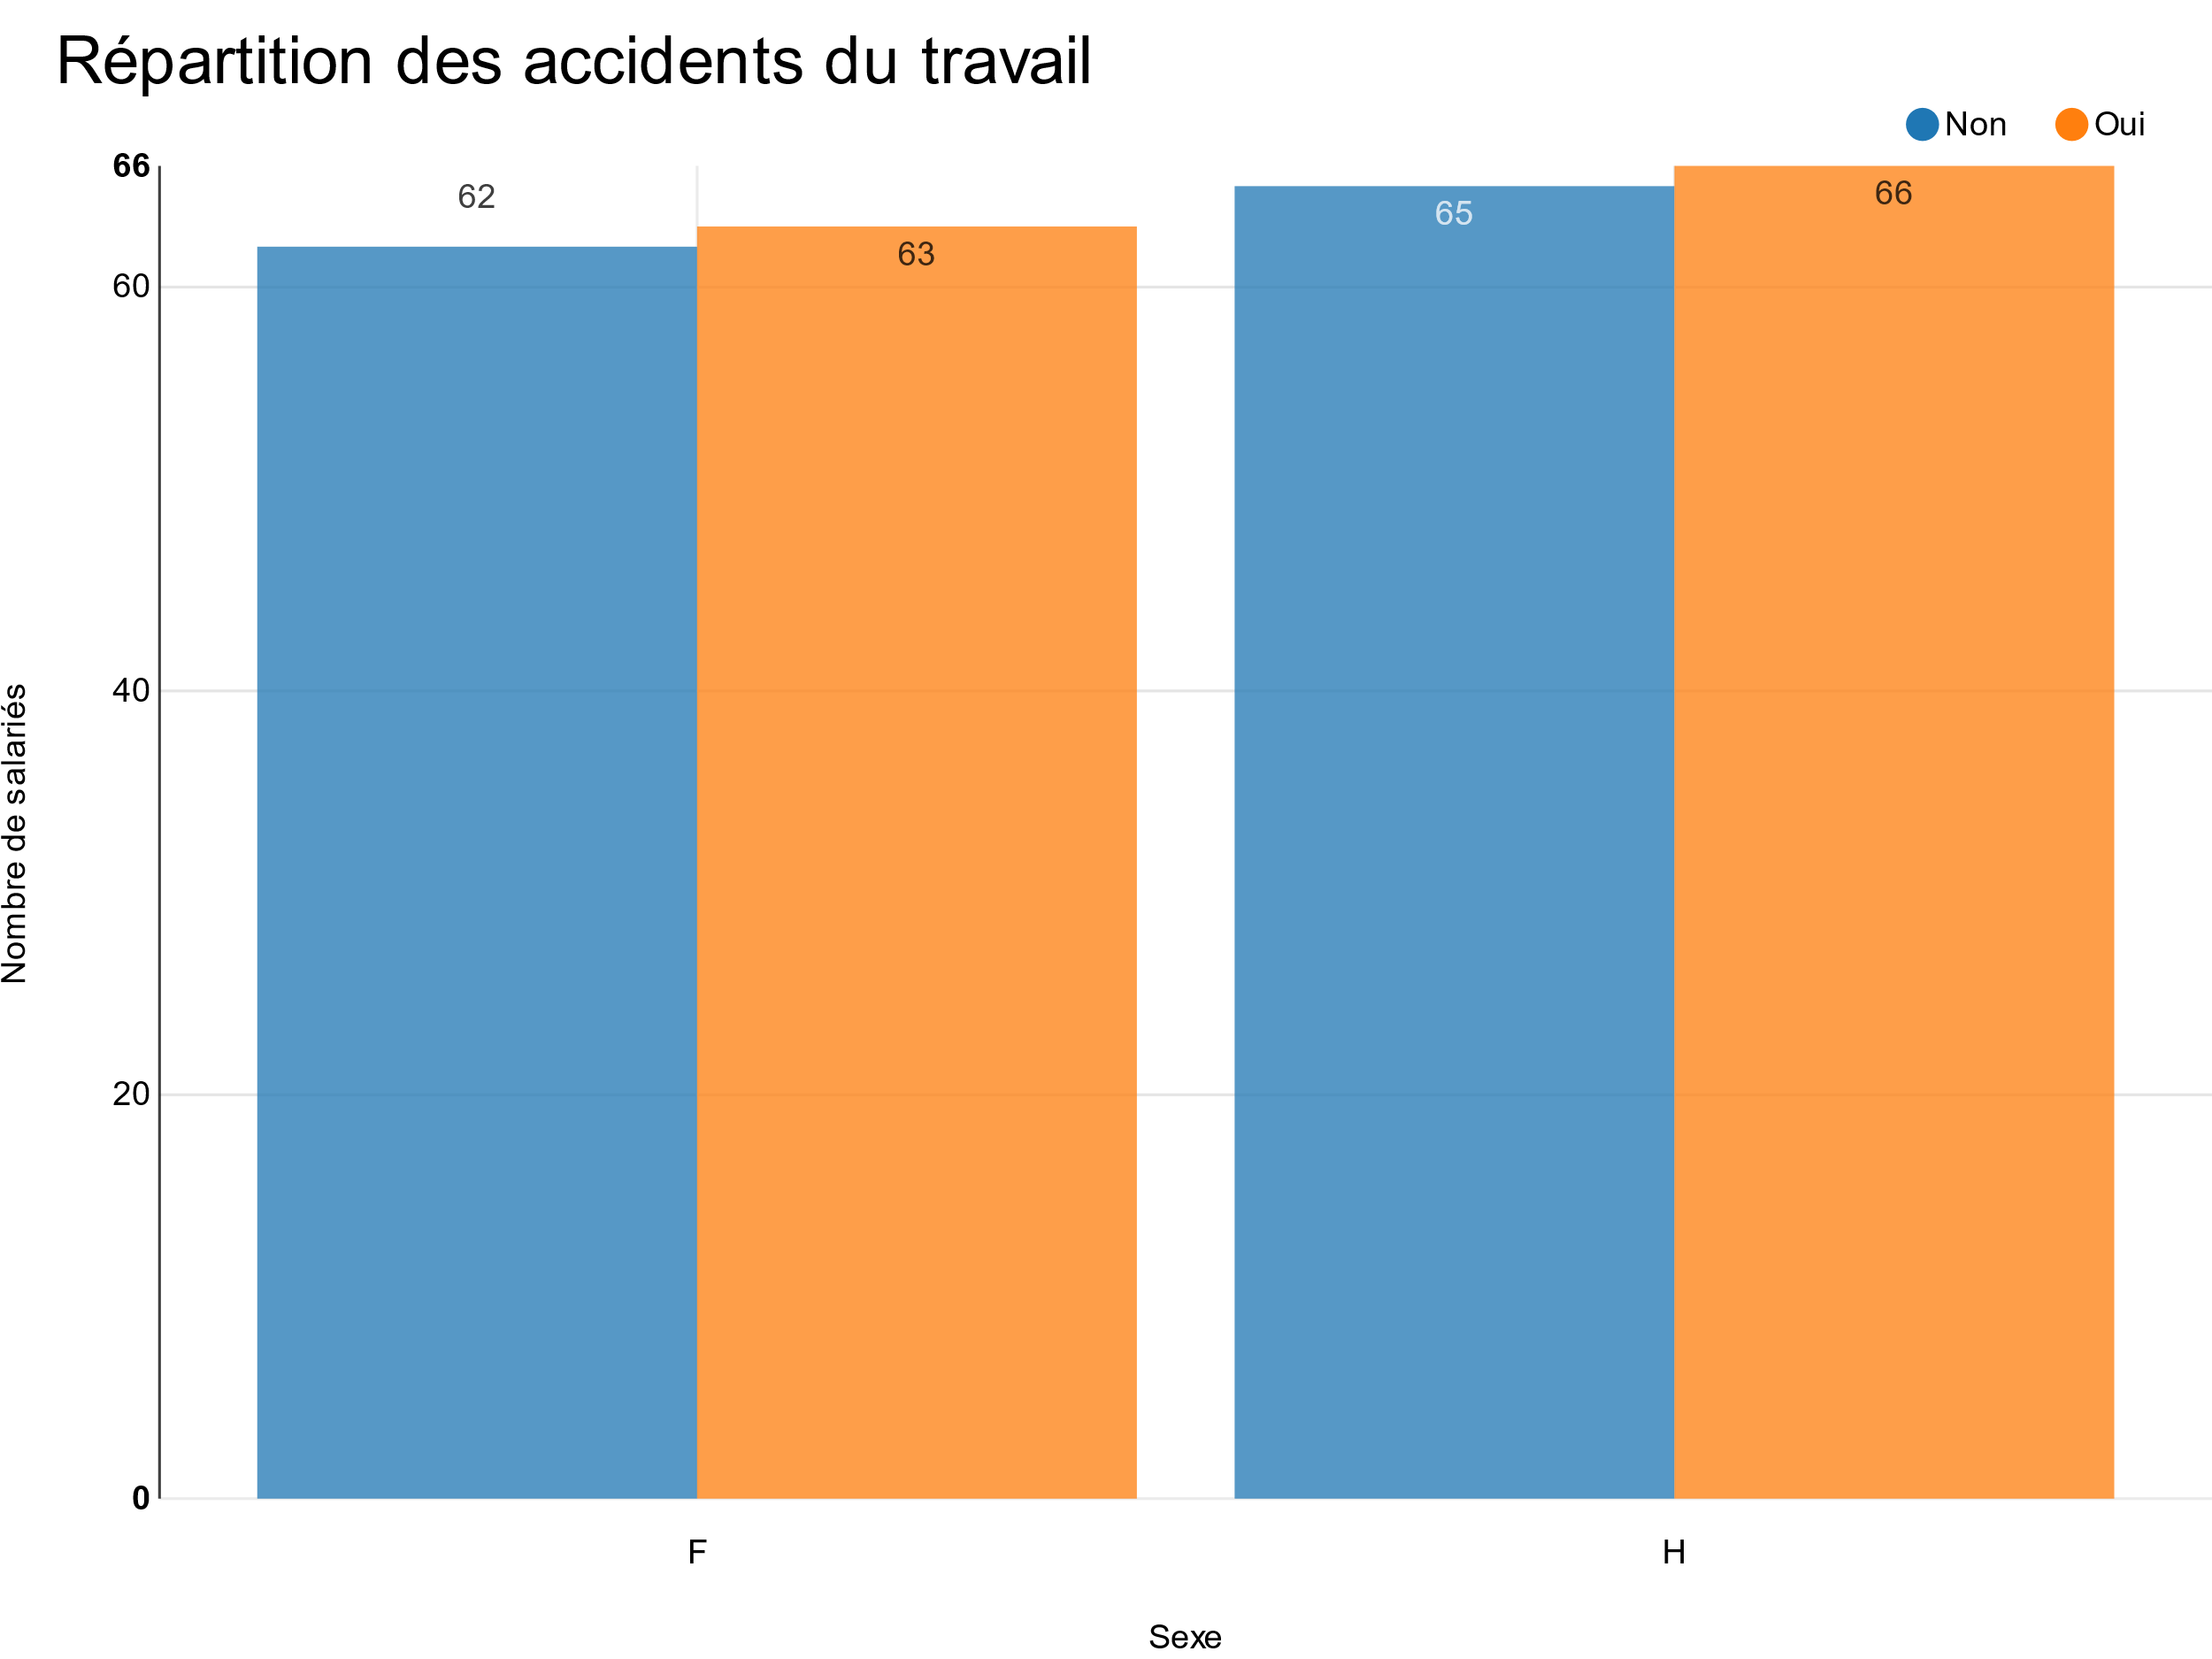 Répartition des accidents du travail
Non Oui
66
60
40
20
0
62
63
65
66
Nombre de salariés
F H
Sexe